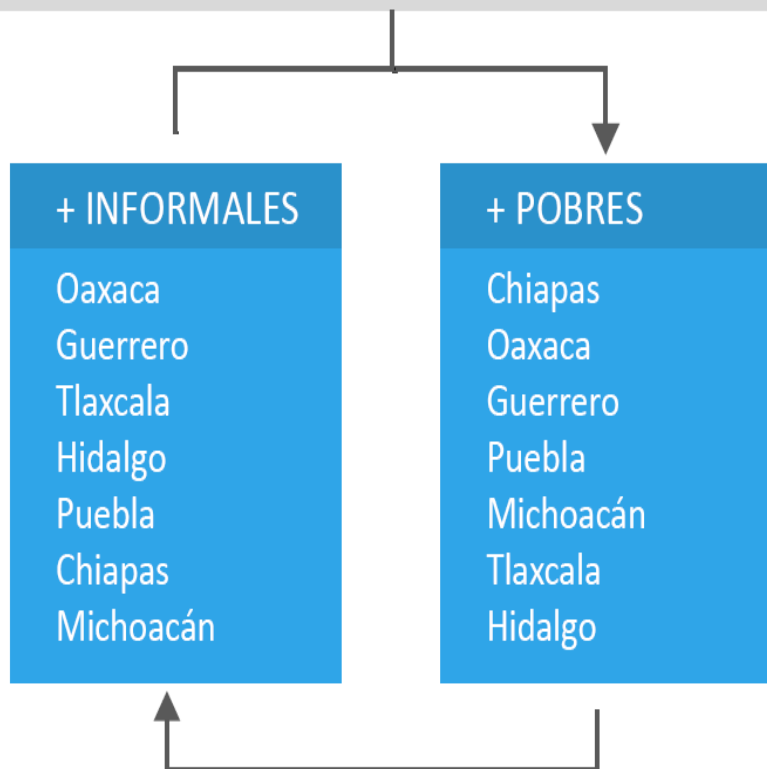 + INFORMALES
Oaxaca
Guerrero
Tlaxcala
Hidalgo
Puebla
Chiapas
Michoacán
+ POBRES
Chiapas
Oaxaca
Guerrero
Puebla
Michoacán
Tlaxcala
Hidalgo